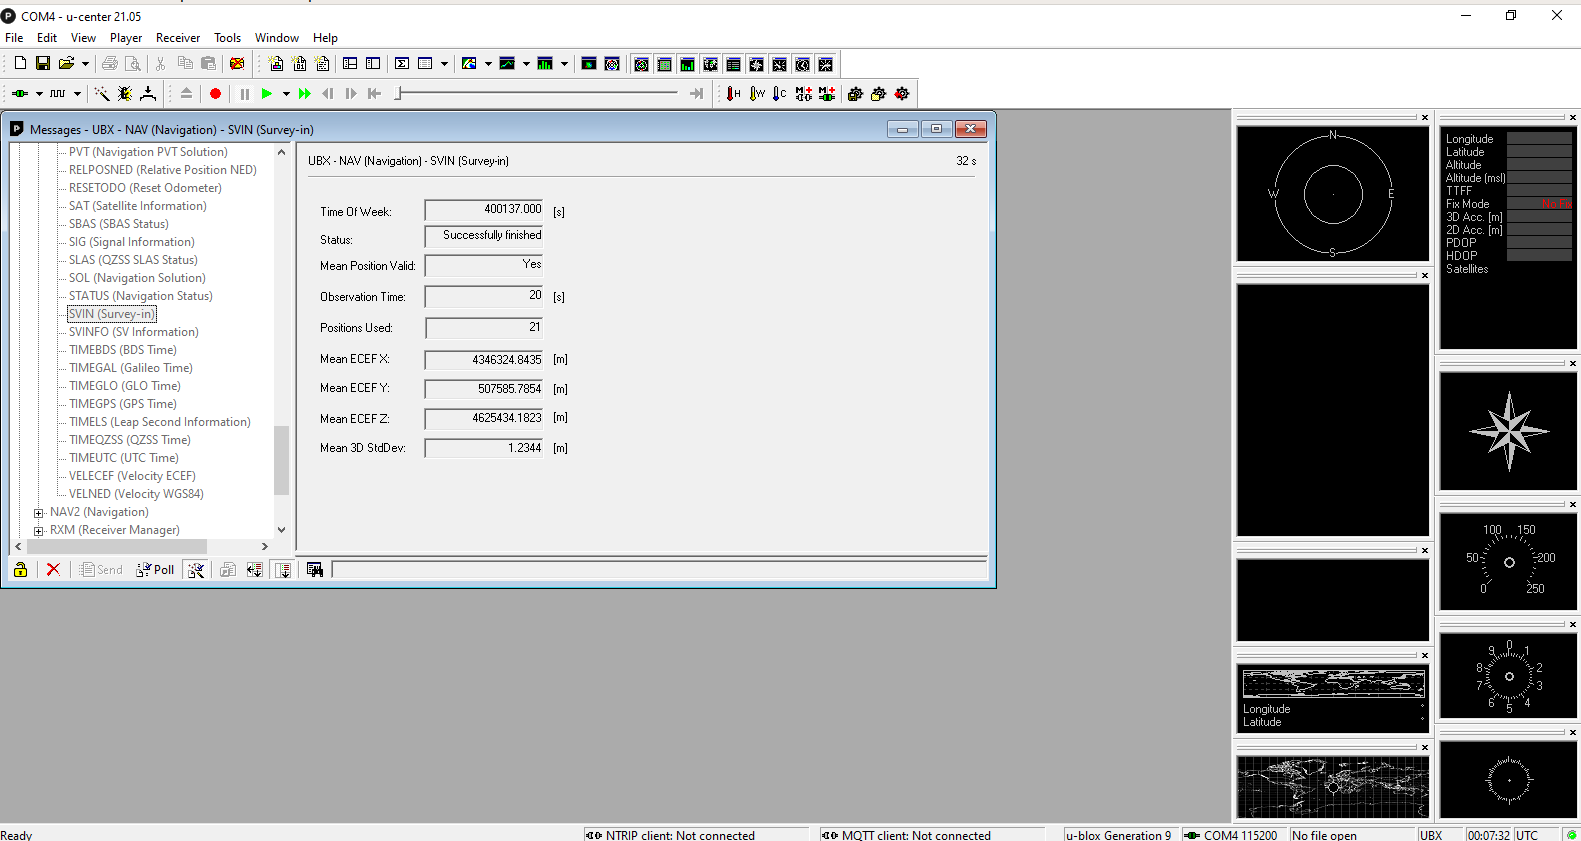 COM4 - u-center 21.05
File Edit View Player Receiver Tools Window Help
Messages - UBX - NAV (Navigation) - SVIN (Survey-in)
PVT (Navigation PVT Solution)
RELPOSNED (Relative Position NED)
RESETODO (Reset Odometer)
SAT (Satellite Information)
SBAS (SBAS Status)
SIG (Signal Information)
SLAS (QZSS SLAS Status)
SOL (Navigation Solution)
STATUS (Navigation Status)
SVIN (Survey-in)
SVINFO (SV Information)
TIMEBDS (BDS Time)
TIMEGAL (Galileo Time)
TIMEGLO (GLO Time)
TIMEGPS (GPS Time)
TIMELS (Leap Second Information)
TIMEQZSS (QZSS Time)
TIMEUTC (UTC Time)
VELECEF (Velocity ECEF)
VELNED (Velocity WGS84)
NAV2 (Navigation)
RXM (Receiver Manager)
Send Poll
UBX - NAV (Navigation) - SVIN (Survey-in) 32 s
Time Of Week: 400137.000 [s]
Status: Successfully finished
Mean Position Valid: Yes
Observation Time: 20 [s]
Positions Used: 21
Mean ECEF X: 4346324.8435 [m]
Mean ECEF Y: 507585.7854 [m]
Mean ECEF Z: 4625434.1823 [m]
Mean 3D StdDev: 1.2344 [m]
N
W E
S
Longitude
Latitude
Longitude
Latitude
Altitude
Altitude (msl)
TTFF
Fix Mode No Fix
3D Acc. [m]
2D Acc. [m]
PDOP
HDOP
Satellites
100 150
50 200
0 250
0
9 1
8 2
7 3
6 4
5
Ready NTRIP client: Not connected MQTT client: Not connected u-blox Generation 9 COM4 115200 No file open UBX 00:07:32 UTC